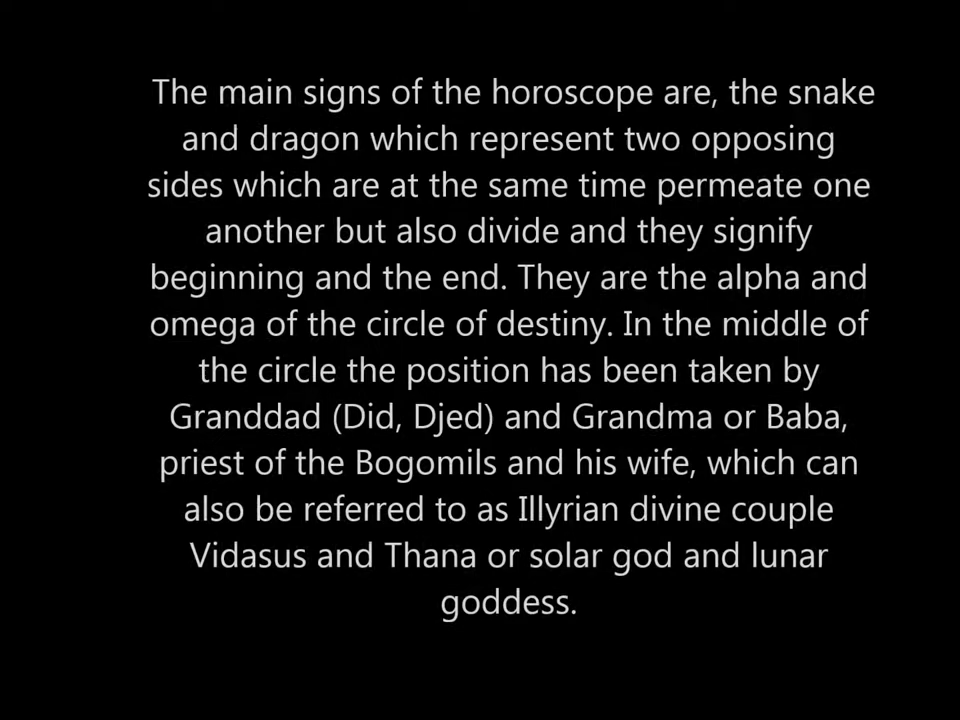 The main signs of the horoscope are, the snake
and dragon which represent two opposing
sides which are at the same time permeate one
another but also divide and they signify
beginning and the end. They are the alpha and
omega of the circle of destiny. In the middle of
the circle the position has been taken by
Granddad (Did, Djed) and Grandma or Baba,
priest of the Bogomils and his wife, which can
also be referred to as Illyrian divine couple
Vidasus and Thana or solar god and lunar
goddess.